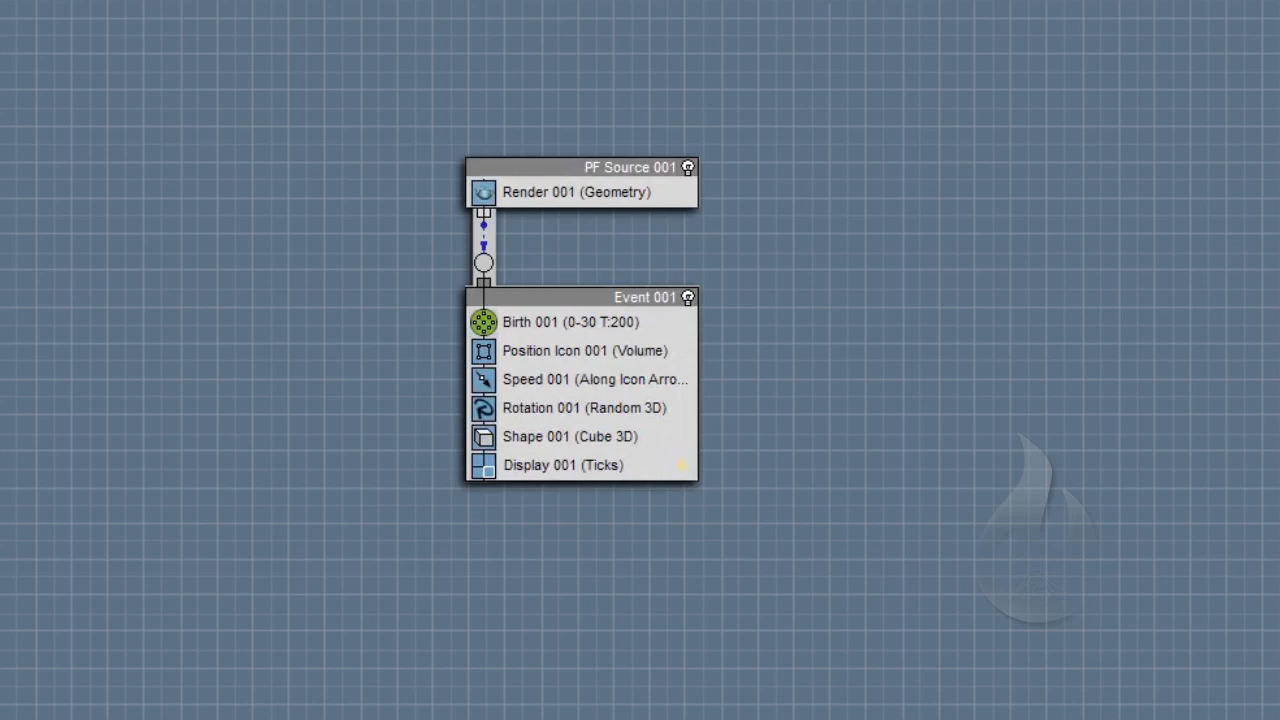 PF Source 001
Render 001 (Geometry)
Event 001
Birth 001 (0-30 T:200)
Position Icon 001 (Volume)
Speed 001 (Along Icon Arro...
Rotation 001 (Random 3D)
Shape 001 (Cube 3D)
Display 001 (Ticks)